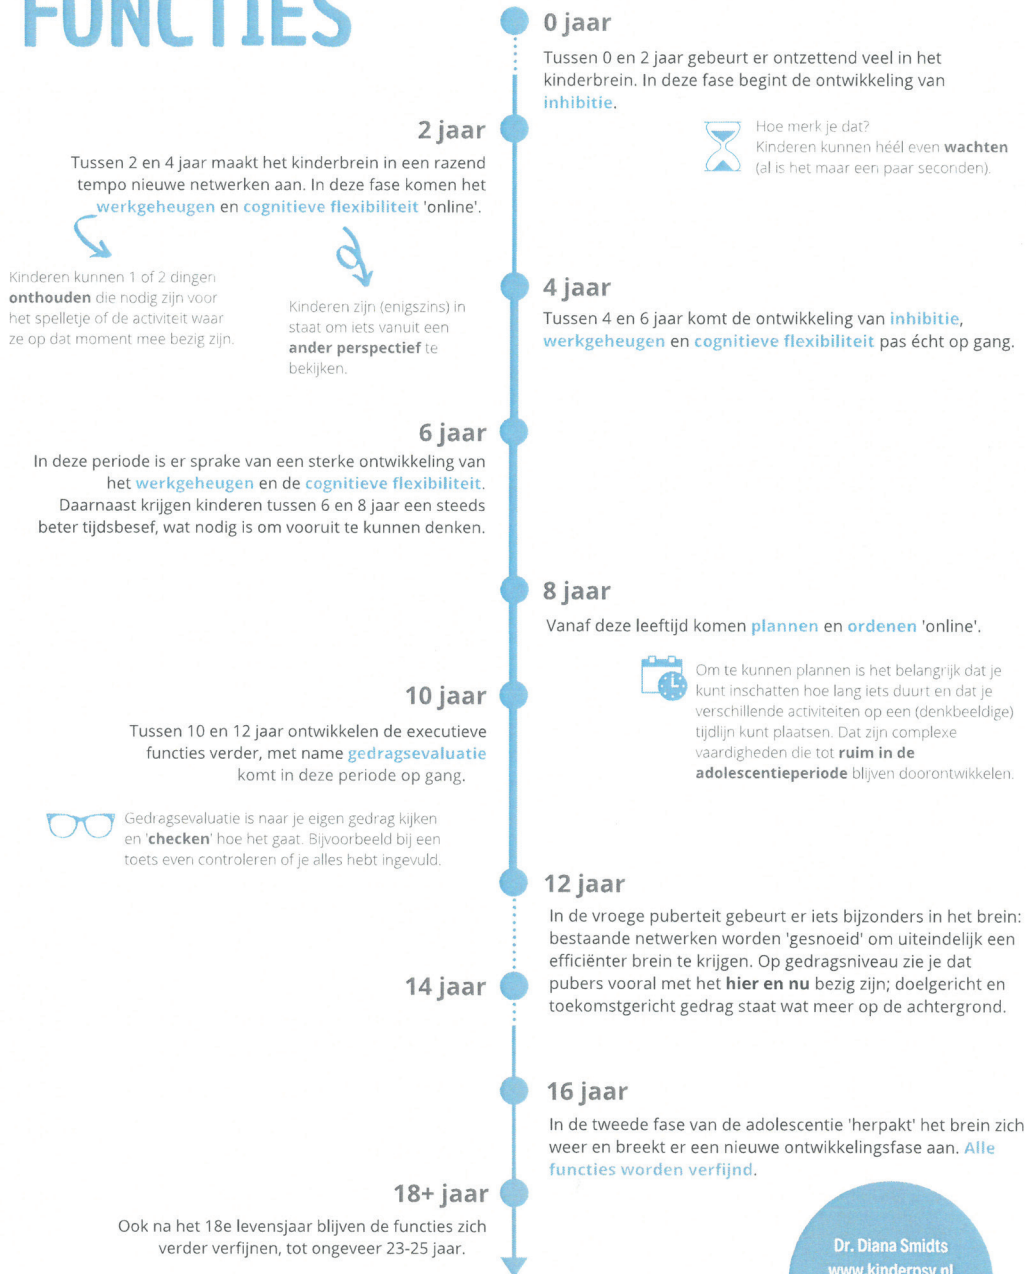 FUNCTIES
0 jaar
Tussen 0 en 2 jaar gebeurt er ontzettend veel in het
kinderbrein. In deze fase begint de ontwikkeling van
inhibitie.
Hoe merk je dat?
Kinderen kunnen héél even wachten
(al is het maar een paar seconden).
2 jaar
Tussen 2 en 4 jaar maakt het kinderbrein in een razend
tempo nieuwe netwerken aan. In deze fase komen het
werkgeheugen en cognitieve flexibiliteit 'online'.
Kinderen kunnen 1 of 2 dingen
onthouden die nodig zijn voor
het spelletje of de activiteit waar
ze op dat moment mee bezig zijn.
Kinderen zijn (enigszins) in
staat om iets vanuit een
ander perspectief te
bekijken.
4 jaar
Tussen 4 en 6 jaar komt de ontwikkeling van inhibitie,
werkgeheugen en cognitieve flexibiliteit pas écht op gang.
6 jaar
In deze periode is er sprake van een sterke ontwikkeling van
het werkgeheugen en de cognitieve flexibiliteit.
Daarnaast krijgen kinderen tussen 6 en 8 jaar een steeds
beter tijdsbesef, wat nodig is om vooruit te kunnen denken.
8 jaar
Vanaf deze leeftijd komen plannen en ordenen 'online'.
Om te kunnen plannen is het belangrijk dat je
kunt inschatten hoe lang iets duurt en dat je
verschillende activiteiten op een (denkbeeldige)
tijdlijn kunt plaatsen. Dat zijn complexe
vaardigheden die tot ruim in de
adolescentieperiode blijven doorontwikkelen.
10 jaar
Tussen 10 en 12 jaar ontwikkelen de executieve
functies verder, met name gedragsevaluatie
komt in deze periode op gang.
Gedragsevaluatie is naar je eigen gedrag kijken
en 'checken' hoe het gaat. Bijvoorbeeld bij een
toets even controleren of je alles hebt ingevuld.
12 jaar
In de vroege puberteit gebeurt er iets bijzonders in het brein:
bestaande netwerken worden 'gesnoeid' om uiteindelijk een
efficiënter brein te krijgen. Op gedragsniveau zie je dat
pubers vooral met het hier en nu bezig zijn; doelgericht en
toekomstgericht gedrag staat wat meer op de achtergrond.
14 jaar
16 jaar
In de tweede fase van de adolescentie 'herpakt' het brein zich
weer en breekt er een nieuwe ontwikkelingsfase aan. Alle
functies worden verfijnd.
18+ jaar
Ook na het 18e levensjaar blijven de functies zich
verder verfijnen, tot ongeveer 23-25 jaar.
Dr. Diana Smidts
www.kinderpsy.nl